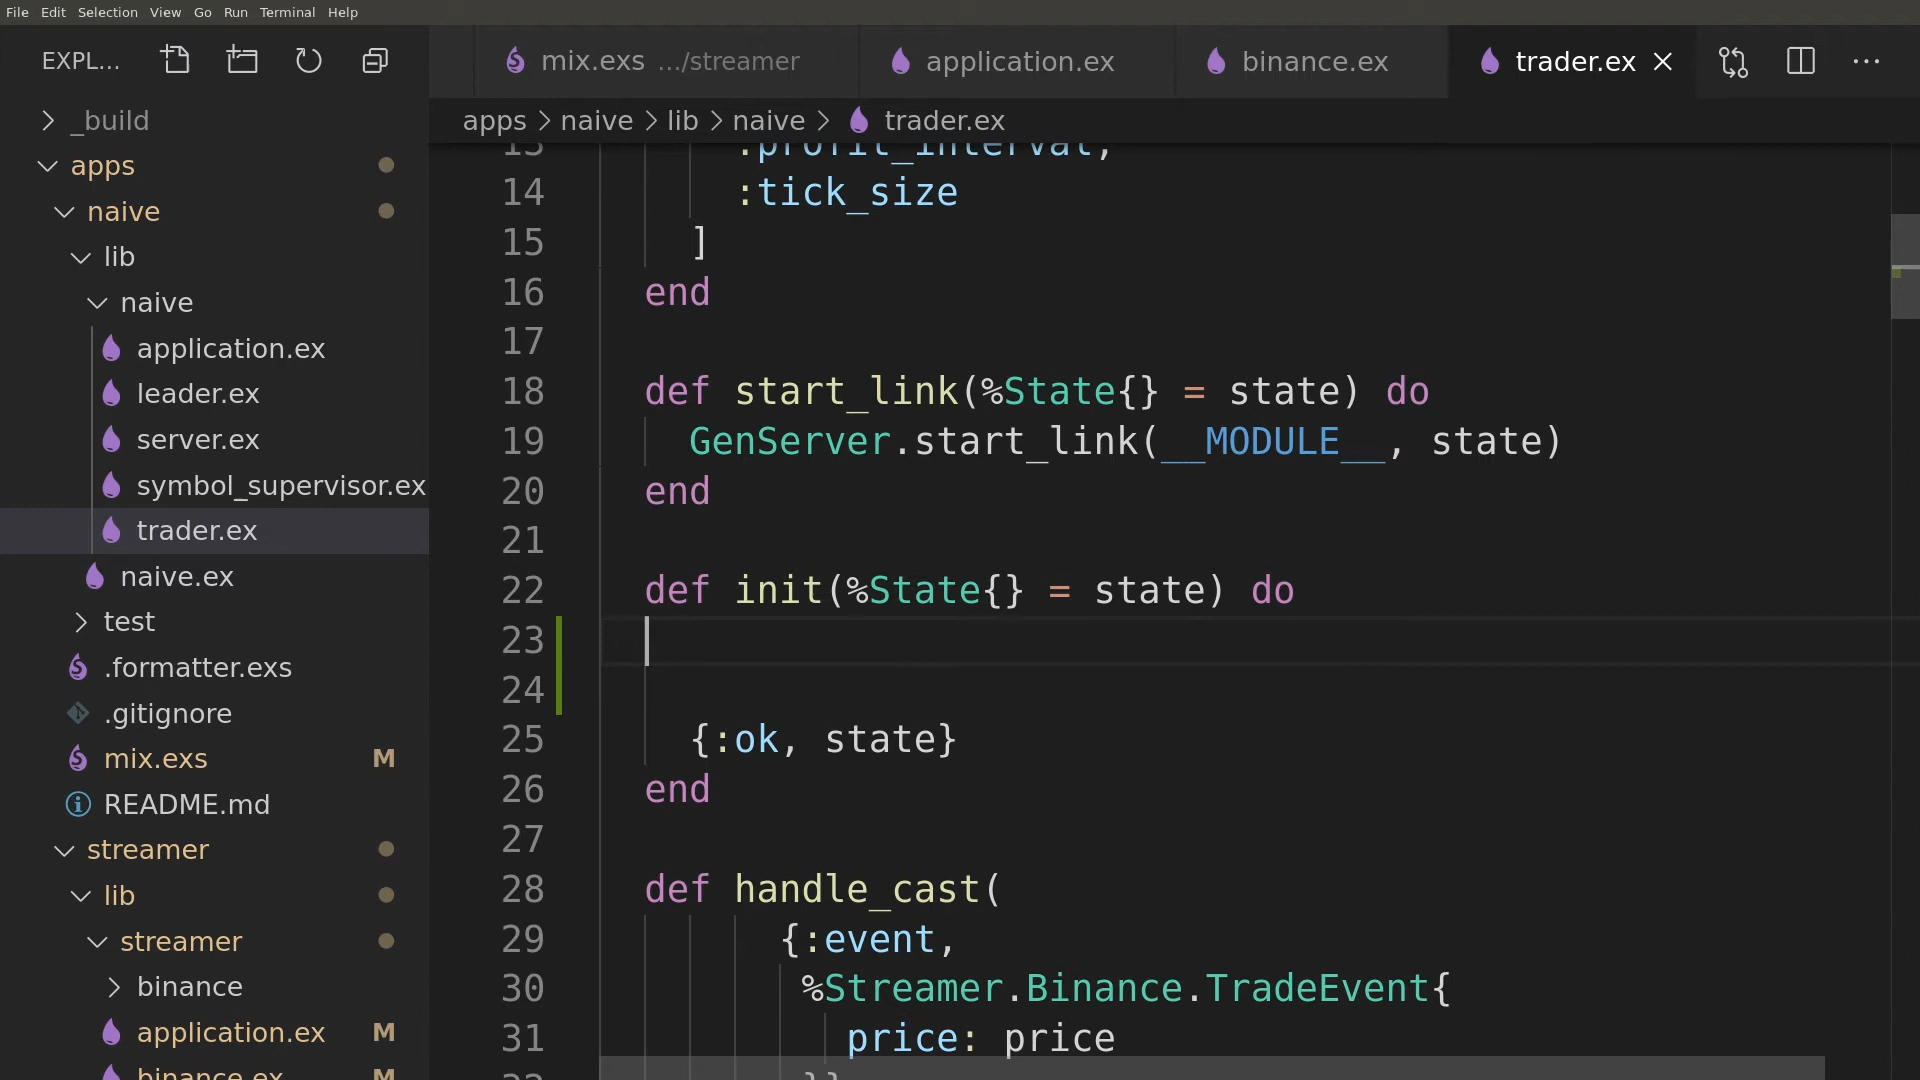 File Edit Selection View Go Run Terminal Help
EXPL...
mix.exs .../streamer
application.ex
binance.ex
trader.ex
apps > naive > lib > naive > trader.ex
_build
apps
naive
lib
naive
application.ex
leader.ex
server.ex
symbol_supervisor.ex
trader.ex
naive.ex
test
.formatter.exs
.gitignore
mix.exs M
README.md
streamer
lib
streamer
binance
application.ex M
binance.ex M
13 :profit_interval,
14 :tick_size
15 ]
16 end
17
18 def start_link(%State{} = state) do
19 GenServer.start_link(__MODULE__, state)
20 end
21
22 def init(%State{} = state) do
23
24
25 {:ok, state}
26 end
27
28 def handle_cast(
29 {:event,
30 %Streamer.Binance.TradeEvent{
31 price: price
32 }}